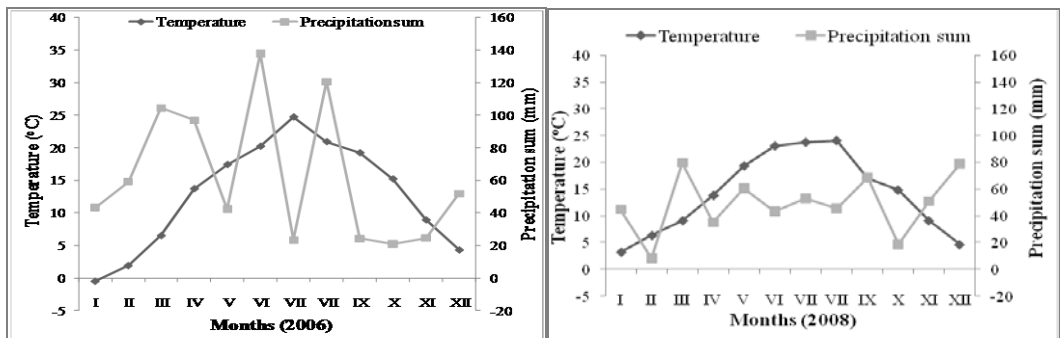 Temperature Precipitation sum
40 160
35 140
30 120
25 100
20 80
15 60
10 40
5 20
0 0
-5 -20
Temperature (°C)
Precipitation sum (mm)
I II III IV V VI VII VII IX X XI XII
Months (2006)
Temperature Precipitation sum
40 160
35 140
30 120
25 100
20 80
15 60
10 40
5 20
0 0
-5 -20
Temperature (°C)
Precipitation sum (mm)
I II III IV V VI VII VII IX X XI XII
Months (2008)